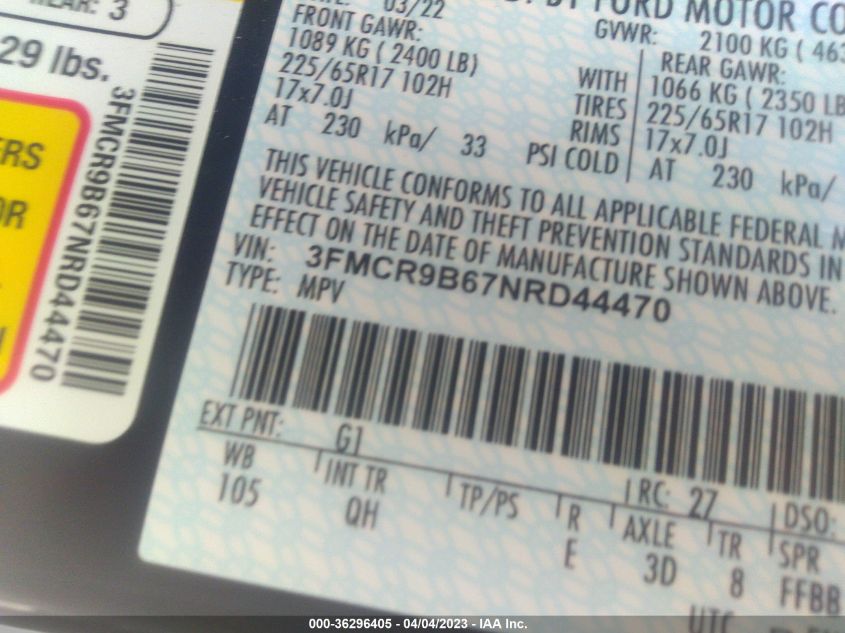 REAR: 3
29 lbs.
3FMCR9B67NRD44470
ERS
OR
03/22
BY FORD MOTOR CO
FRONT GAWR:
GVWR: 2100 KG ( 463
1089 KG ( 2400 LB)
REAR GAWR:
225/65R17 102H
WITH
1066 KG ( 2350 LB
17x7.0J
TIRES
225/65R17 102H
RIMS
17x7.0J
AT 230 kPa/ 33 PSI COLD
AT 230 kPa/
THIS VEHICLE CONFORMS TO ALL APPLICABLE FEDERAL M
VEHICLE SAFETY AND THEFT PREVENTION STANDARDS IN
EFFECT ON THE DATE OF MANUFACTURE SHOWN ABOVE.
VIN: 3FMCR9B67NRD44470
TYPE: MPV
EXT PNT: G1
RC: 27
DSO:
WB
INT TR
TP/PS
R
AXLE
TR
SPR
105
QH
E
3D
8
FFBB
UTC
000-36296405 - 04/04/2023 - IAA Inc.